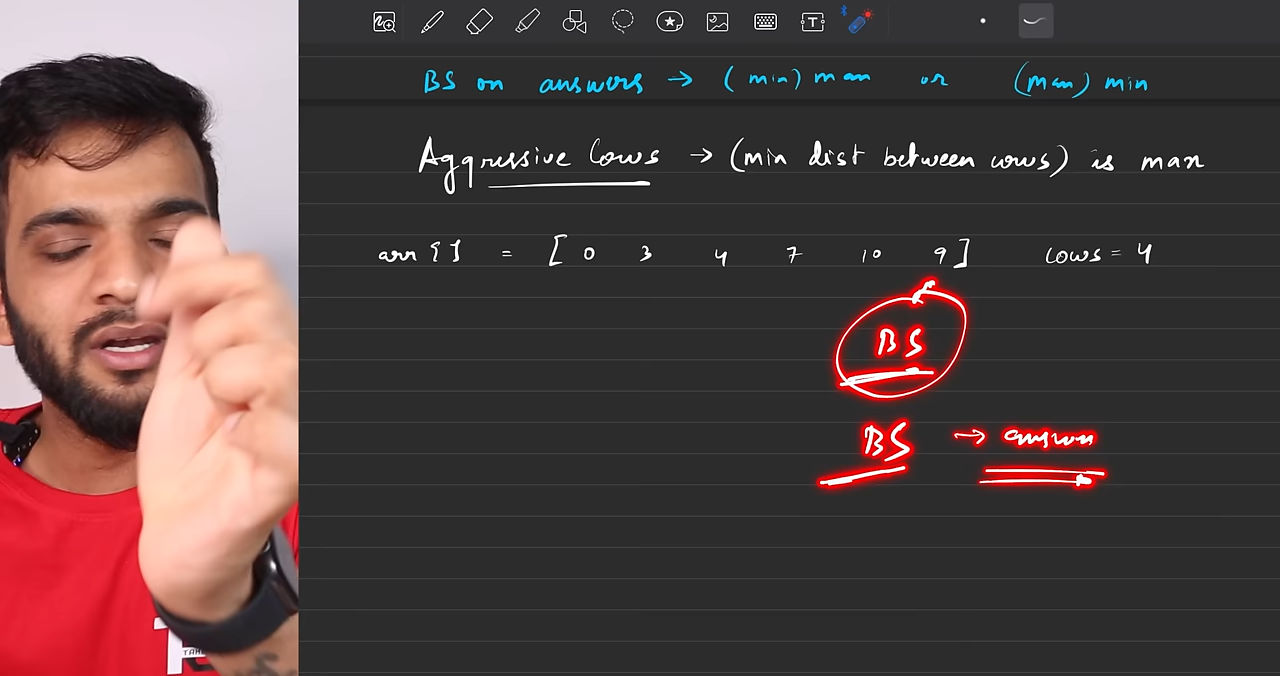 BS on answers → (min) max or (max) min
Aggressive Cows → (min dist between cows) is max
arr [] = [ 0 3 4 7 10 9 ] cows = 4
BS
BS → answers